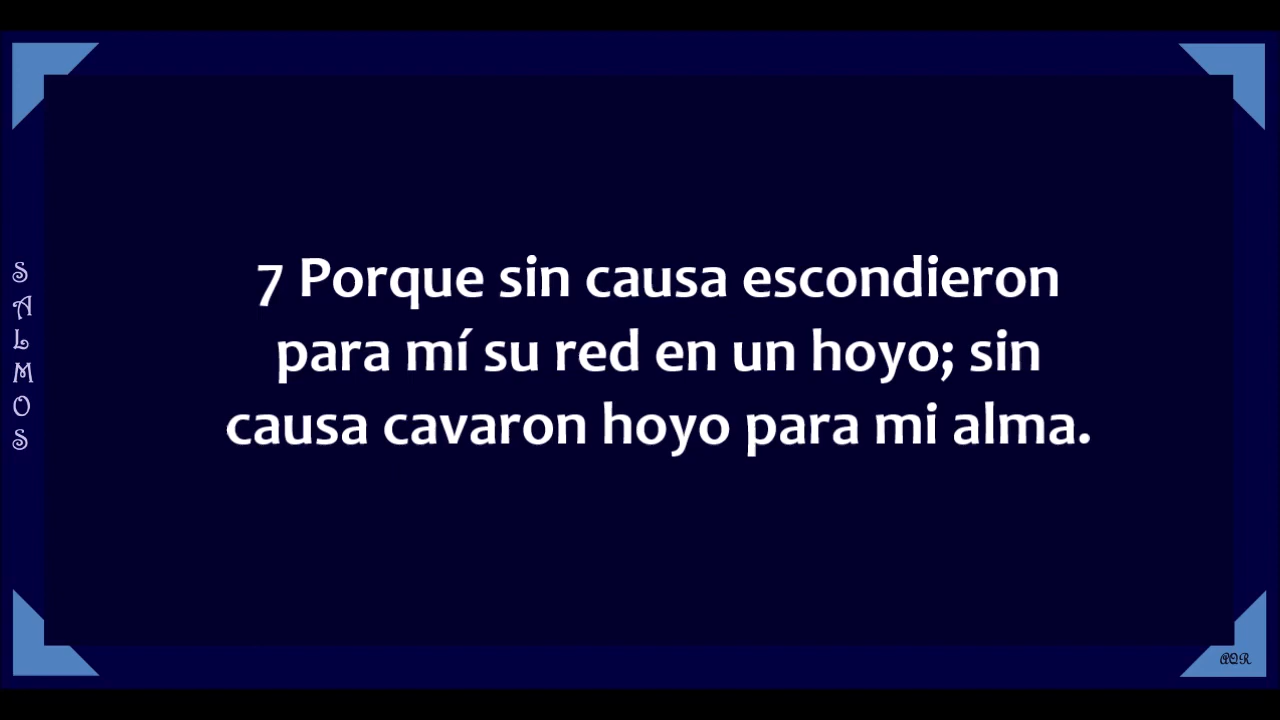 SALMOS
7 Porque sin causa escondieron
para mí su red en un hoyo; sin
causa cavaron hoyo para mi alma.